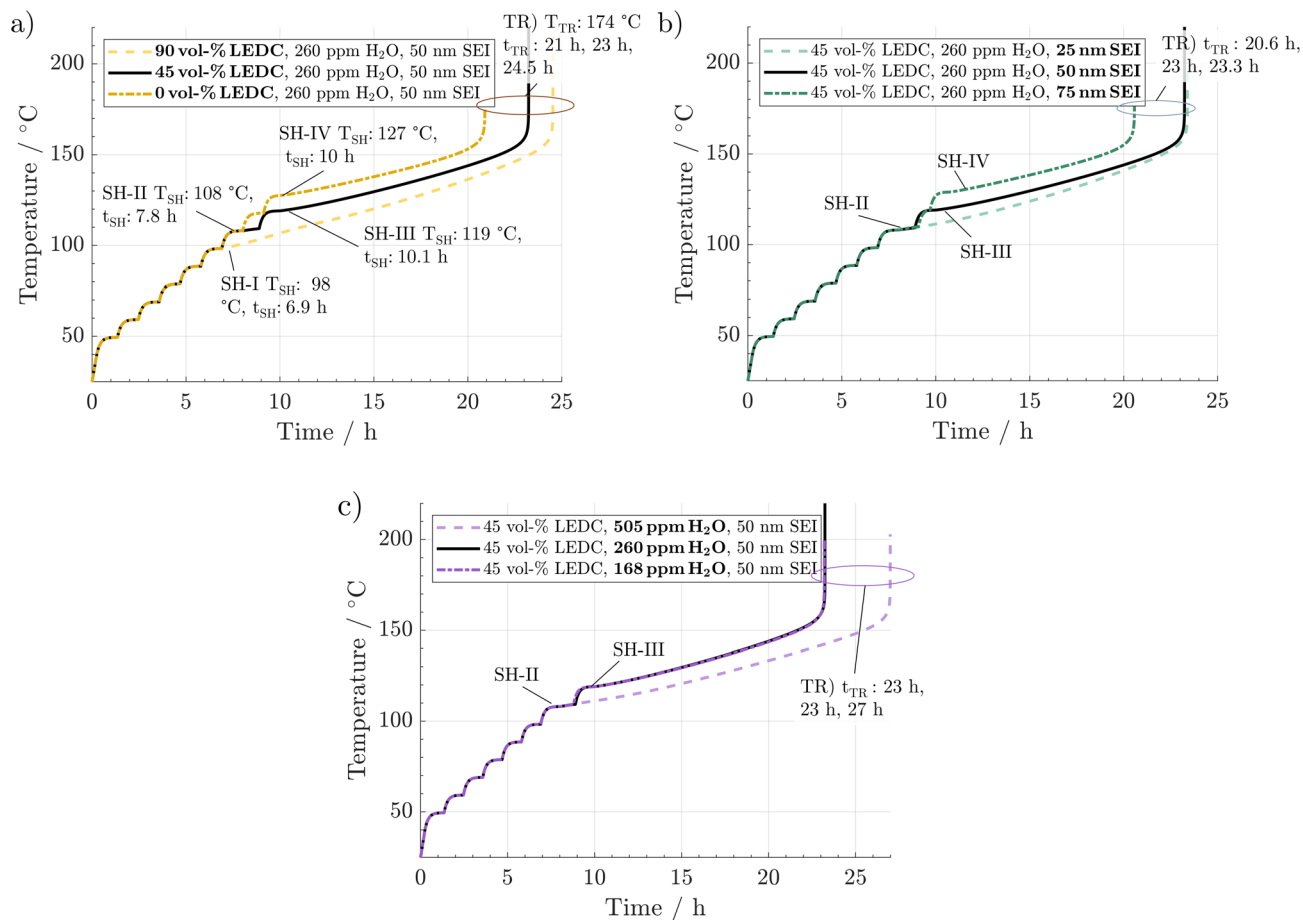 a)
TR) T_TR: 174 °C
t_TR: 21 h, 23 h,
24.5 h
90 vol-% LEDC, 260 ppm H₂O, 50 nm SEI
45 vol-% LEDC, 260 ppm H₂O, 50 nm SEI
0 vol-% LEDC, 260 ppm H₂O, 50 nm SEI
SH-IV T_SH: 127 °C,
t_SH: 10 h
SH-II T_SH: 108 °C,
t_SH: 7.8 h
SH-III T_SH: 119 °C,
t_SH: 10.1 h
SH-I T_SH: 98
°C, t_SH: 6.9 h
200
150
100
50
Temperature / °C
0 5 10 15 20 25
Time / h
b)
TR) t_TR: 20.6 h,
23 h, 23.3 h
45 vol-% LEDC, 260 ppm H₂O, 25 nm SEI
45 vol-% LEDC, 260 ppm H₂O, 50 nm SEI
45 vol-% LEDC, 260 ppm H₂O, 75 nm SEI
SH-IV
SH-II
SH-III
200
150
100
50
Temperature / °C
0 5 10 15 20 25
Time / h
c)
45 vol-% LEDC, 505 ppm H₂O, 50 nm SEI
45 vol-% LEDC, 260 ppm H₂O, 50 nm SEI
45 vol-% LEDC, 168 ppm H₂O, 50 nm SEI
SH-III
SH-II
TR) t_TR: 23 h,
23 h, 27 h
200
150
100
50
Temperature / °C
0 5 10 15 20 25
Time / h